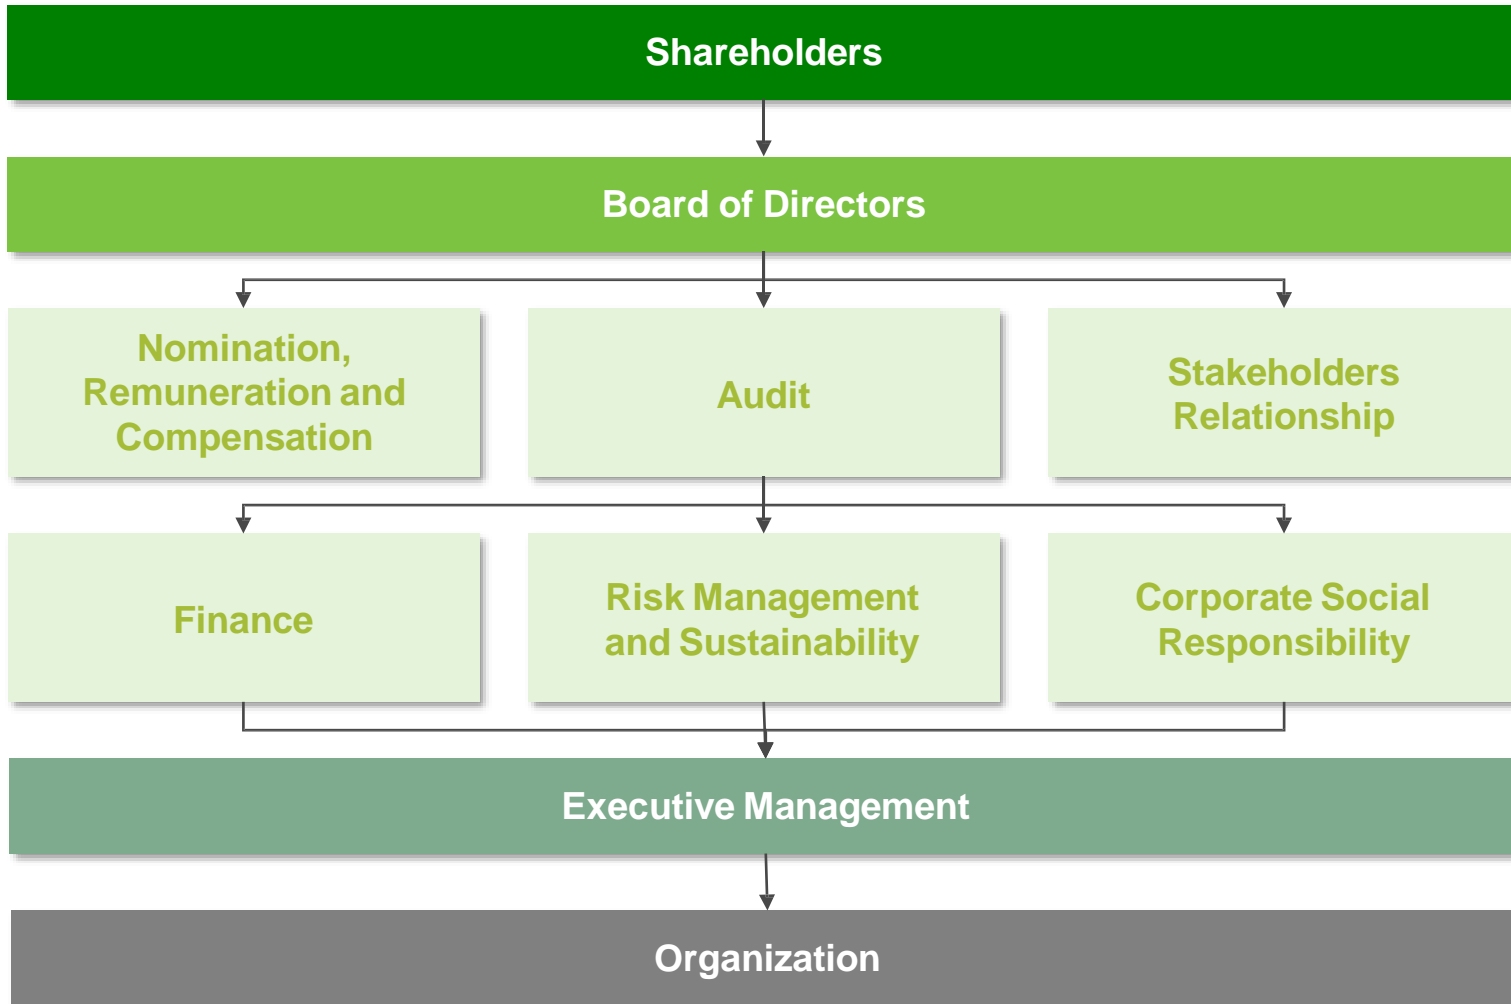 Shareholders
Board of Directors
Nomination,
Remuneration and
Compensation
Audit
Stakeholders
Relationship
Finance
Risk Management
and Sustainability
Corporate Social
Responsibility
Executive Management
Organization